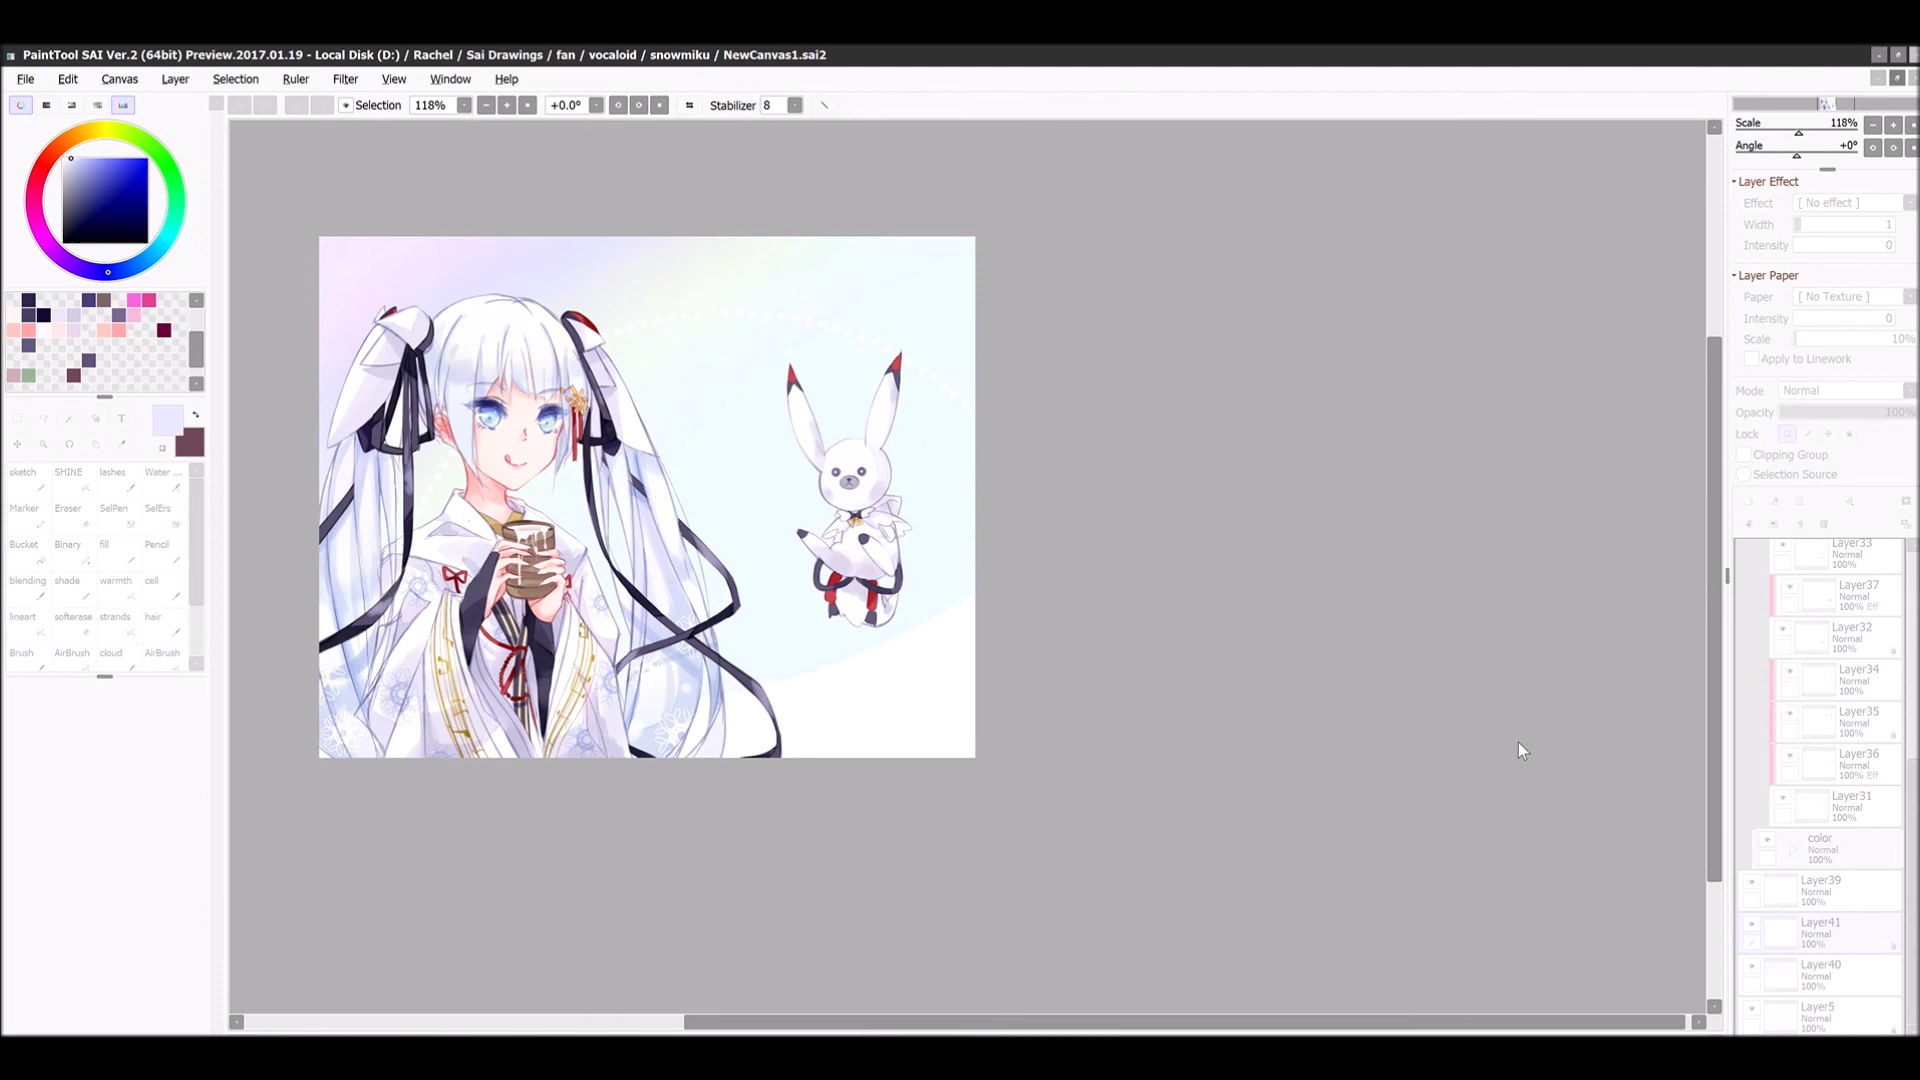 PaintTool SAI Ver.2 (64bit) Preview.2017.01.19 - Local Disk (D:) / Rachel / Sai Drawings / fan / vocaloid / snowmiku / NewCanvas1.sai2
File Edit Canvas Layer Selection Ruler Filter View Window Help
Selection 118% +0.0° Stabilizer 8
Scale 118%
Angle +0°
Layer Effect
Effect [ No effect ]
Width 1
Intensity 0
Layer Paper
Paper [ No Texture ]
Intensity 0
Scale 10%
Apply to Linework
Mode Normal
Opacity 100%
Lock
Clipping Group
Selection Source
T
sketch SHINE lashes Water ...
Marker Eraser SelPen SelErs
Bucket Binary fill Pencil
blending shade warmth cell
lineart softerase strands hair
Brush AirBrush cloud AirBrush
Layer33
Normal
100%
Layer37
Normal
100% Eff
Layer32
Normal
100%
Layer34
Normal
100%
Layer35
Normal
100%
Layer36
Normal
100% Eff
Layer31
Normal
100%
color
Normal
100%
Layer39
Normal
100%
Layer41
Normal
100%
Layer40
Normal
100%
Layer5
Normal
100%